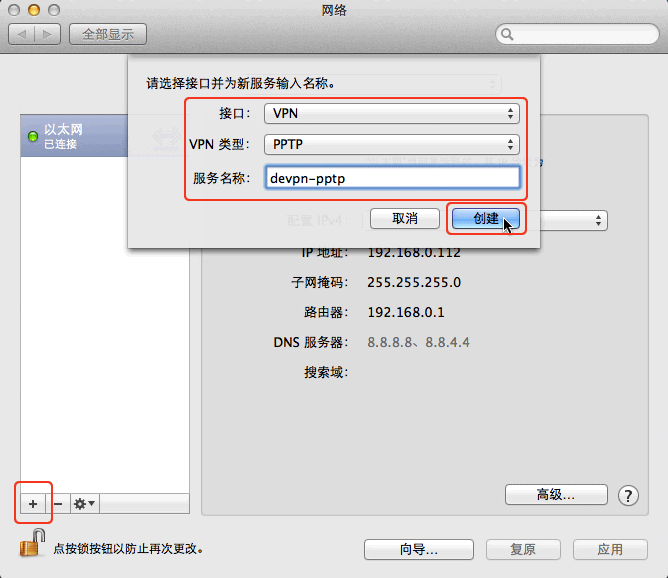 网络
全部显示
请选择接口并为新服务输入名称。
接口： VPN
VPN 类型： PPTP
服务名称： devpn-pptp
取消 创建
以太网
已连接
配置 IPv4
IP 地址： 192.168.0.112
子网掩码： 255.255.255.0
路由器： 192.168.0.1
DNS 服务器： 8.8.8.8、8.8.4.4
搜索域：
高级... ?
点按锁按钮以防止再次更改。
向导... 复原 应用